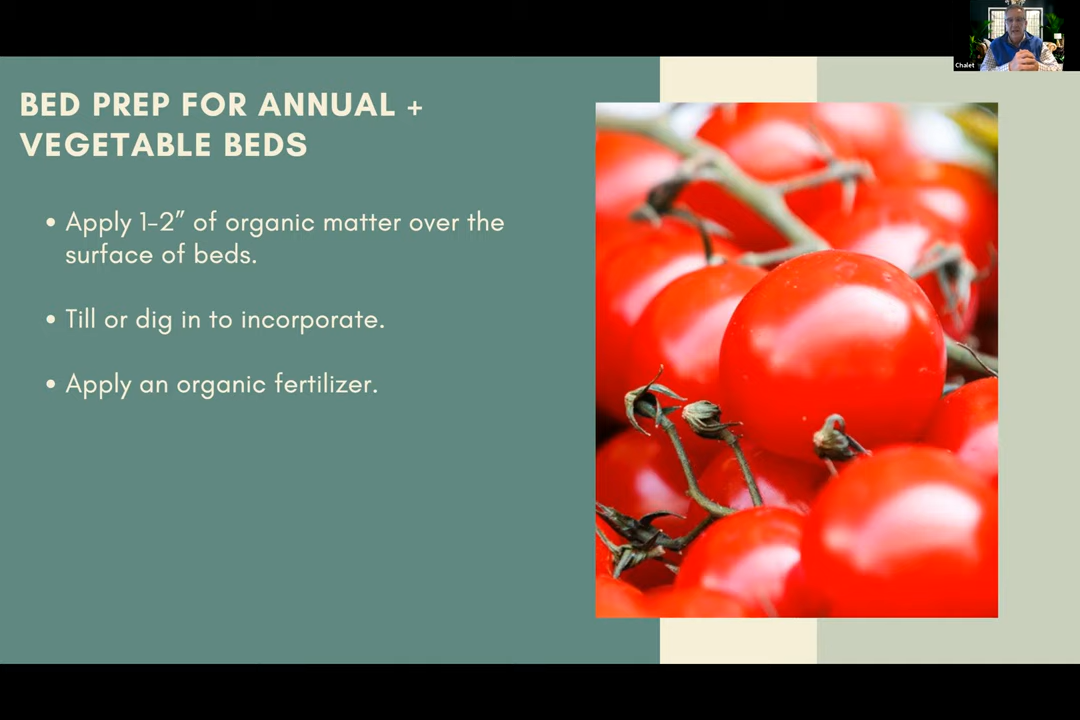 BED PREP FOR ANNUAL +
VEGETABLE BEDS
• Apply 1-2” of organic matter over the
surface of beds.
• Till or dig in to incorporate.
• Apply an organic fertilizer.
Chalet